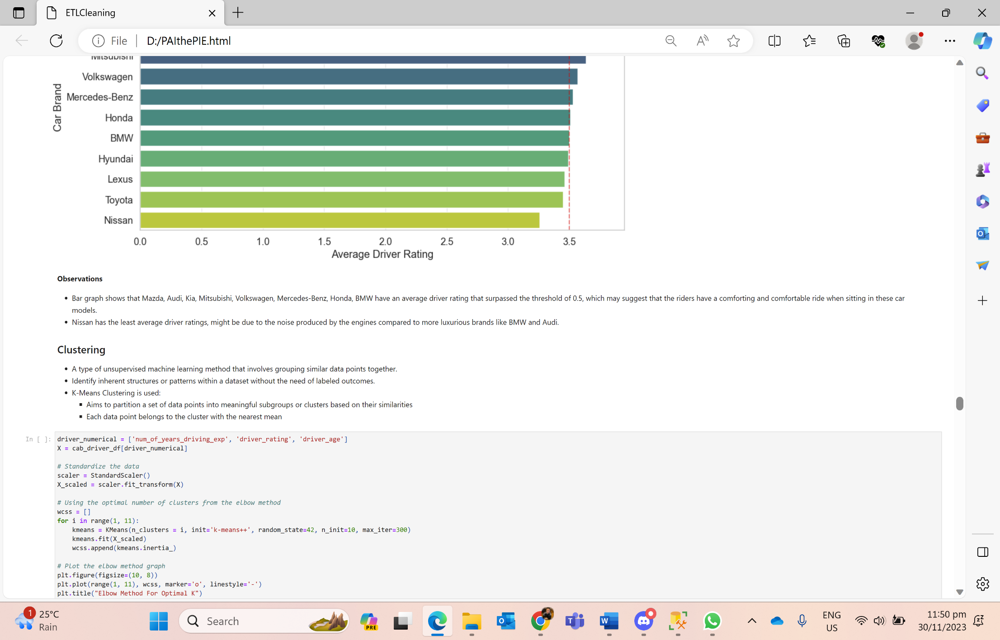 ETLCleaning
File
D:/PAIthePIE.html
Mitsubishi
Volkswagen
Mercedes-Benz
Honda
BMW
Hyundai
Lexus
Toyota
Nissan
Car Brand
0.0 0.5 1.0 1.5 2.0 2.5 3.0 3.5
Average Driver Rating
Observations
• Bar graph shows that Mazda, Audi, Kia, Mitsubishi, Volkswagen, Mercedes-Benz, Honda, BMW have an average driver rating that surpassed the threshold of 0.5, which may suggest that the riders have a comforting and comfortable ride when sitting in these car
models.
• Nissan has the least average driver ratings, might be due to the noise produced by the engines compared to more luxurious brands like BMW and Audi.
Clustering
• A type of unsupervised machine learning method that involves grouping similar data points together.
• Identify inherent structures or patterns within a dataset without the need of labeled outcomes.
• K-Means Clustering is used:
▪ Aims to partition a set of data points into meaningful subgroups or clusters based on their similarities
▪ Each data point belongs to the cluster with the nearest mean
In [ ]:
driver_numerical = ['num_of_years_driving_exp', 'driver_rating', 'driver_age']
X = cab_driver_df[driver_numerical]
# Standardize the data
scaler = StandardScaler()
X_scaled = scaler.fit_transform(X)
# Using the optimal number of clusters from the elbow method
wcss = []
for i in range(1, 11):
    kmeans = KMeans(n_clusters = i, init='k-means++', random_state=42, n_init=10, max_iter=300)
    kmeans.fit(X_scaled)
    wcss.append(kmeans.inertia_)
# Plot the elbow method graph
plt.figure(figsize=(10, 8))
plt.plot(range(1, 11), wcss, marker='o', linestyle='-')
plt.title("Elbow Method For Optimal K")
1
25°C
Rain
Search
PRE
ENG
US
11:50 pm
30/11/2023